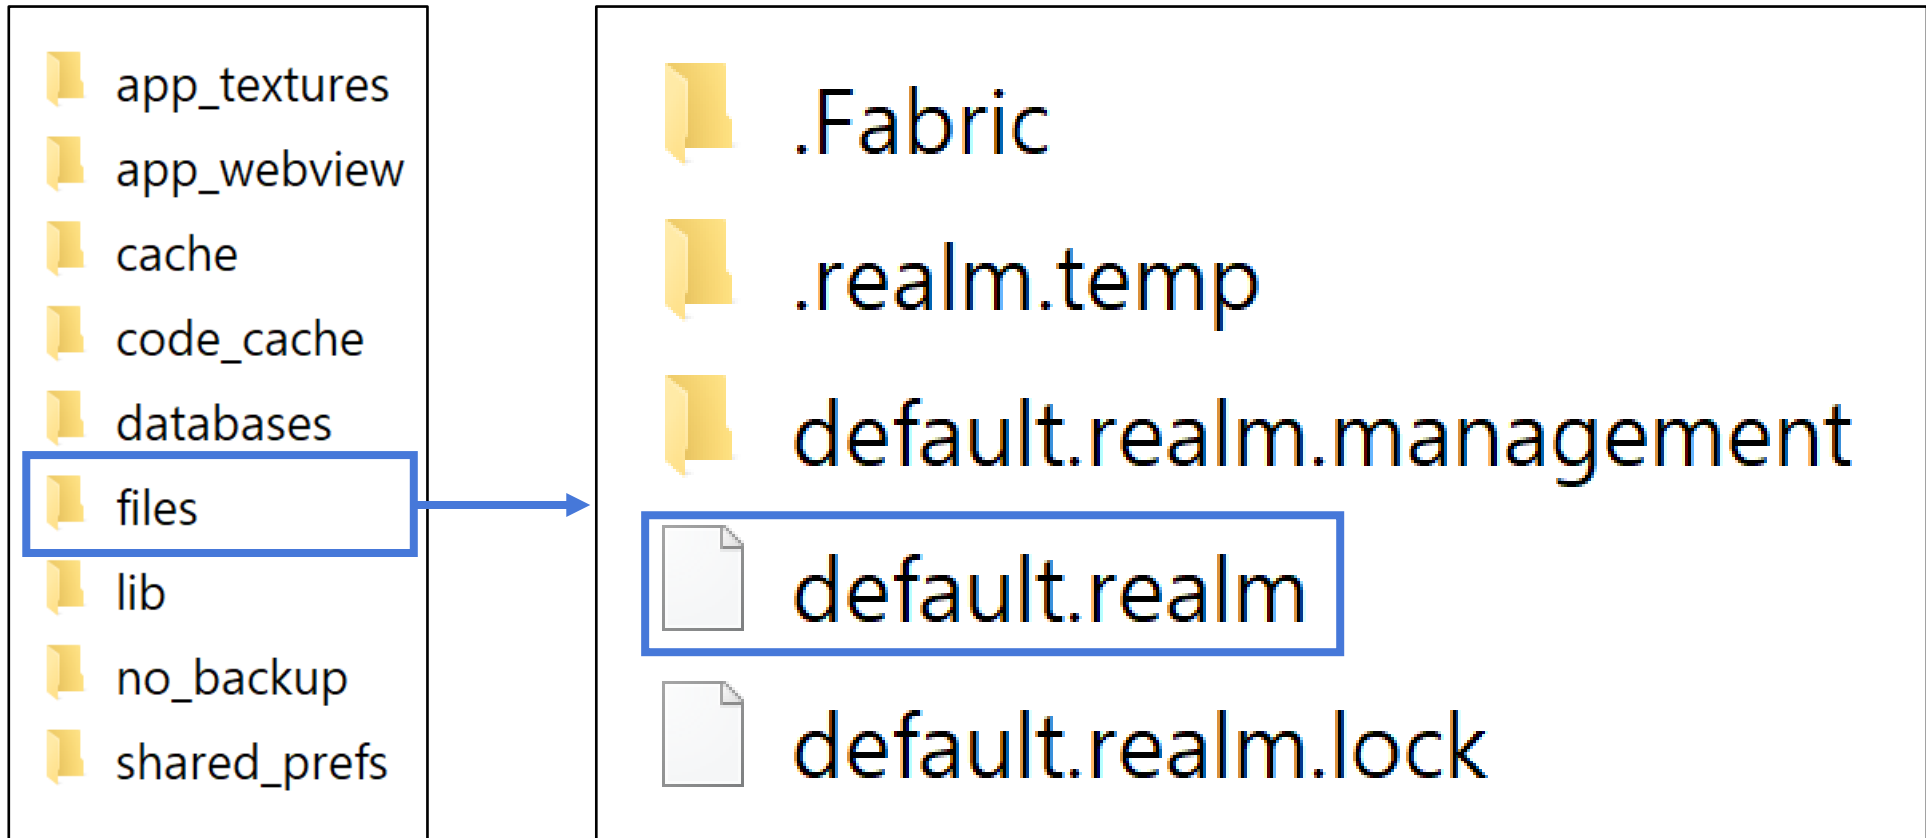 app_textures
app_webview
cache
code_cache
databases
files
lib
no_backup
shared_prefs
.Fabric
.realm.temp
default.realm.management
default.realm
default.realm.lock